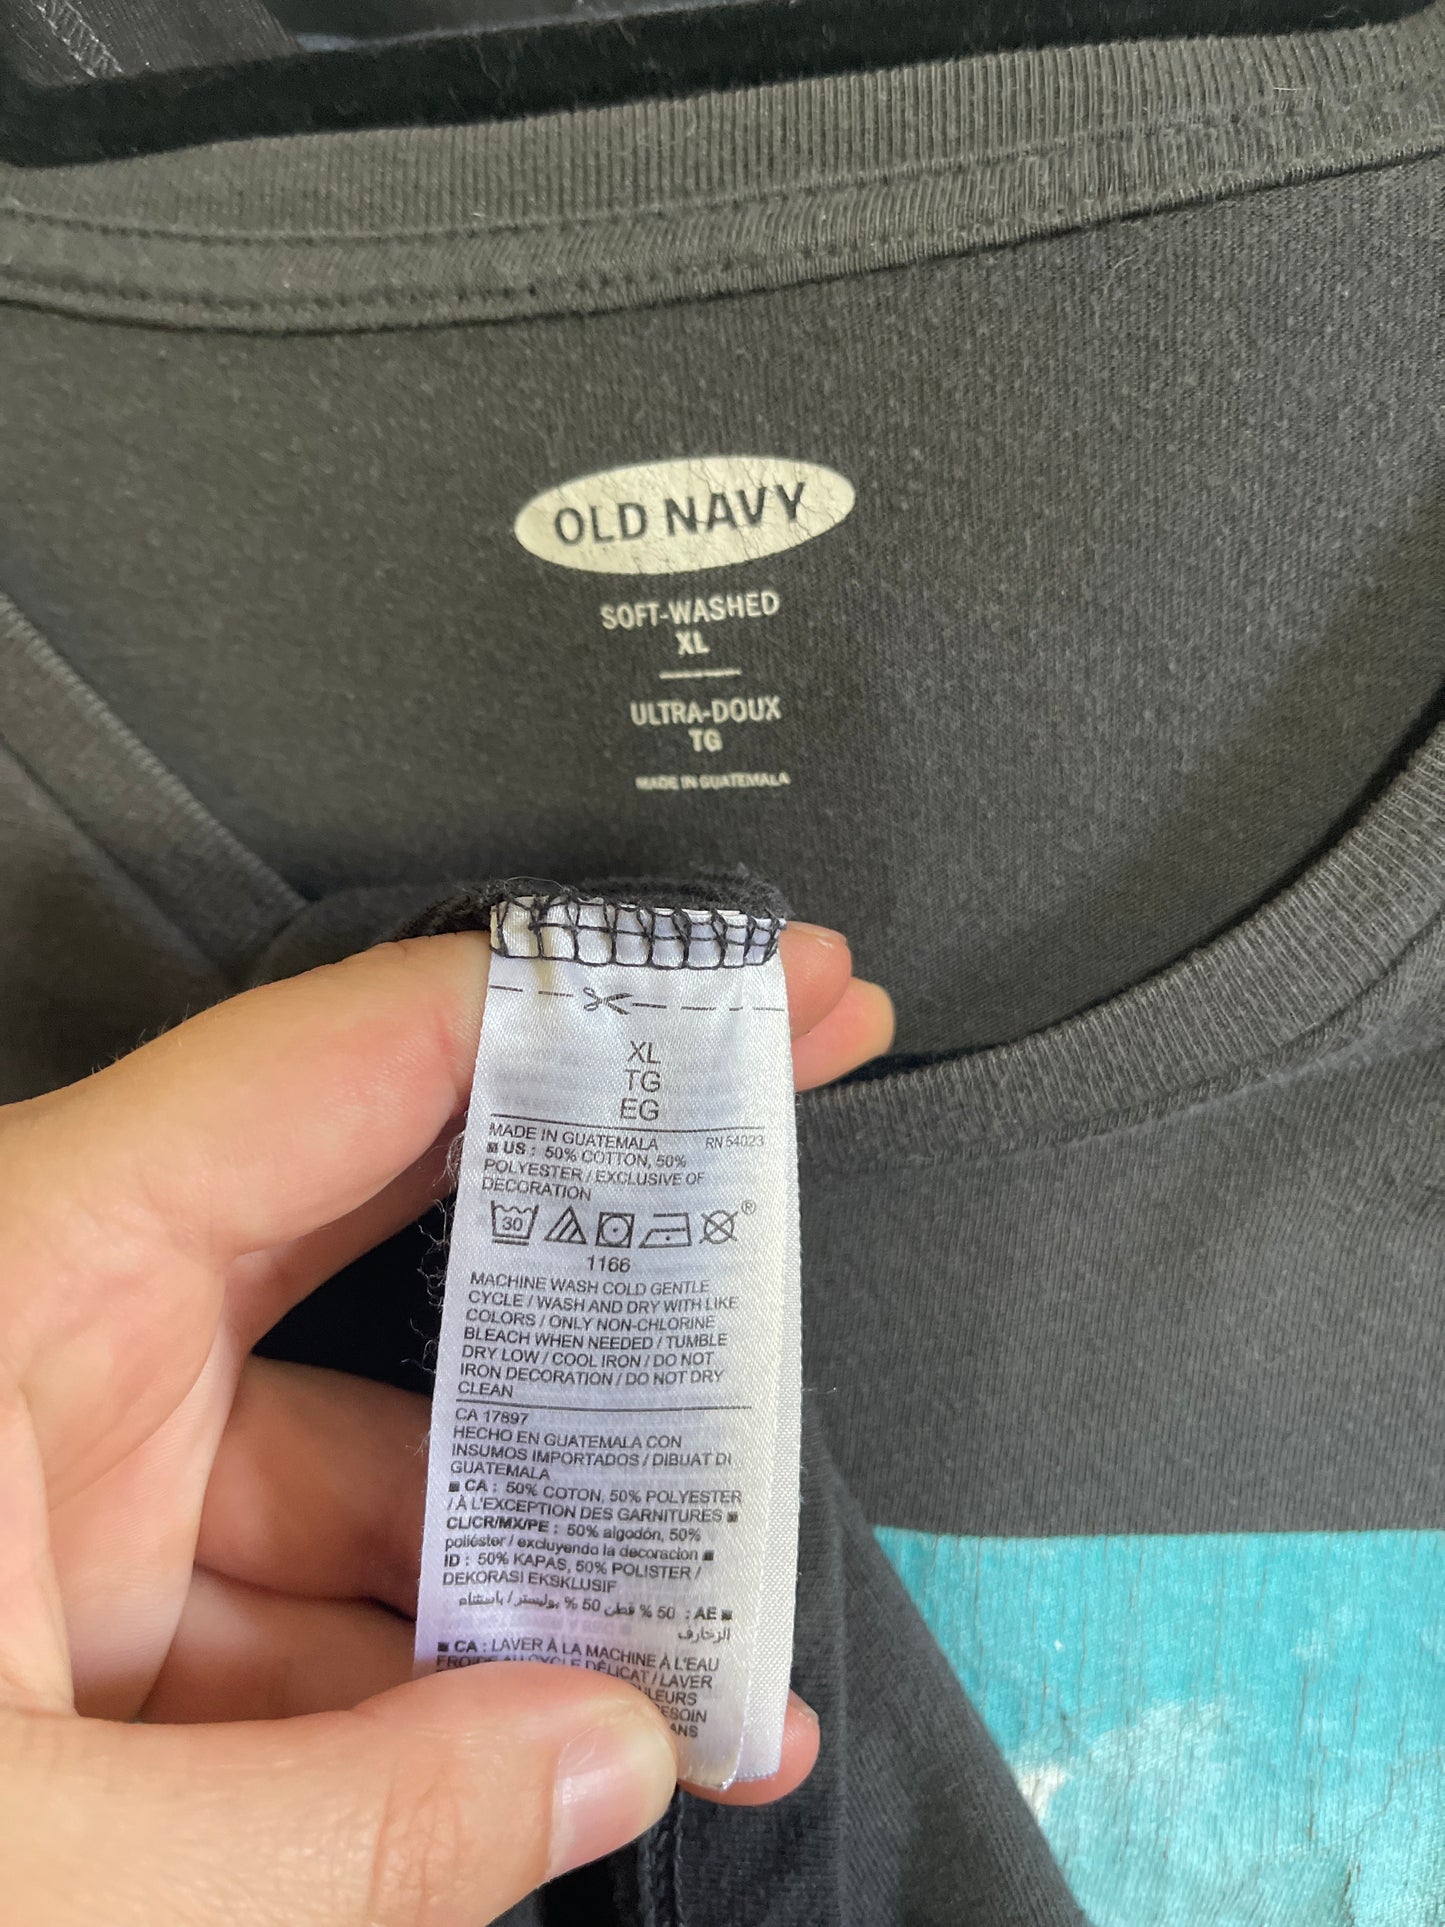 OLD NAVY
SOFT-WASHED
XL
ULTRA-DOUX
TG
MADE IN GUATEMALA
XL
TG
EG
MADE IN GUATEMALA RN 54023
US : 50% COTTON, 50%
POLYESTER / EXCLUSIVE OF
DECORATION
30
®
1166
MACHINE WASH COLD GENTLE
CYCLE / WASH AND DRY WITH LIKE
COLORS / ONLY NON-CHLORINE
BLEACH WHEN NEEDED / TUMBLE
DRY LOW / COOL IRON / DO NOT
IRON DECORATION / DO NOT DRY
CLEAN
CA 17897
HECHO EN GUATEMALA CON
INSUMOS IMPORTADOS / DIBUAT DI
GUATEMALA
CA : 50% COTON, 50% POLYESTER
/ À L'EXCEPTION DES GARNITURES
CL/CR/MX/PE : 50% algodón, 50%
poliéster / excluyendo la decoracion
ID : 50% KAPAS, 50% POLISTER /
DEKORASI EKSKLUSIF
AE : 50 % قطن 50 % بوليستر / باستثناء
الزخارف
CA : LAVER À LA MACHINE À L'EAU
FROIDE AU CYCLE DÉLICAT / LAVER